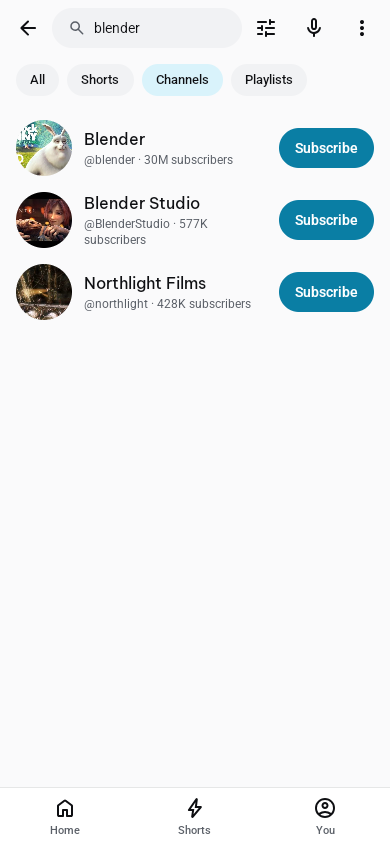 blender
All
Shorts
Channels
Playlists
Blender
@blender · 30M subscribers
Subscribe
Blender Studio
@BlenderStudio · 577K
subscribers
Subscribe
Northlight Films
@northlight · 428K subscribers
Subscribe
Home
Shorts
You